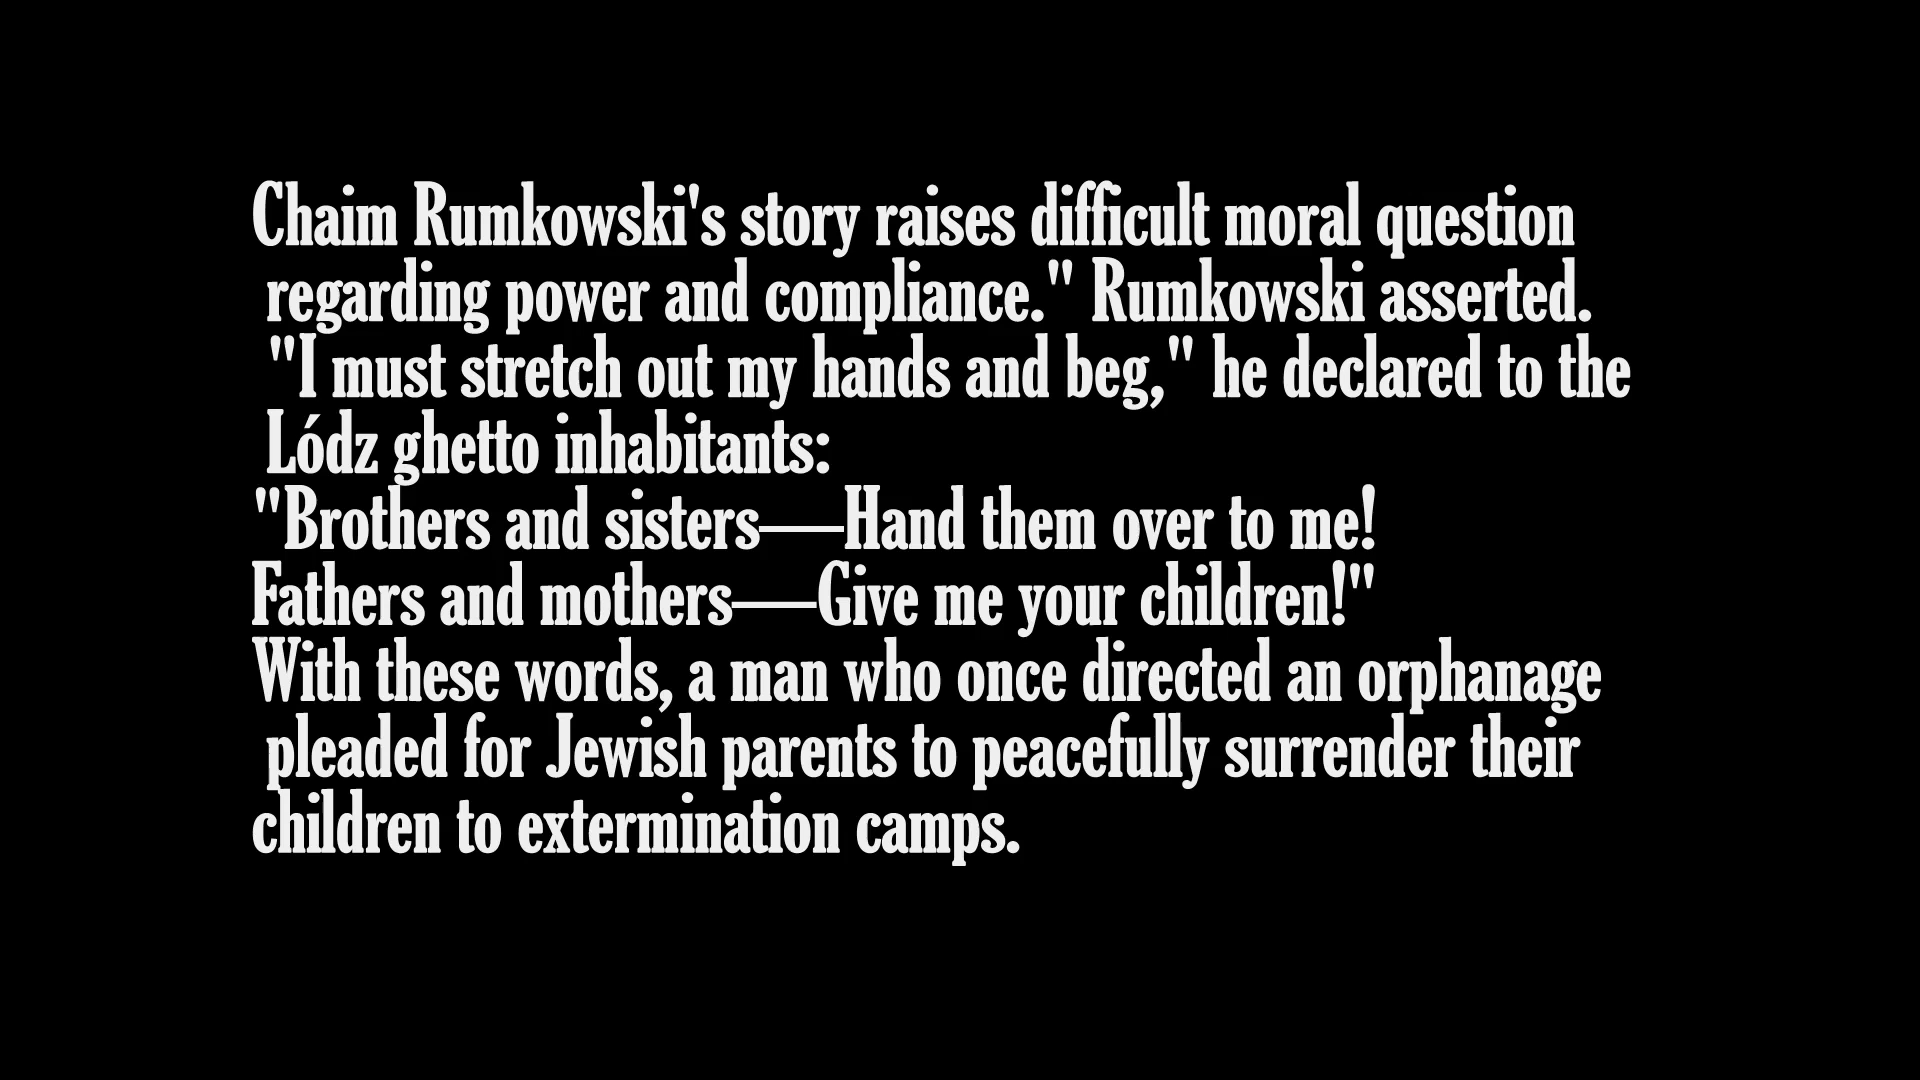 Chaim Rumkowski's story raises difficult moral question
regarding power and compliance." Rumkowski asserted.
"I must stretch out my hands and beg," he declared to the
Lódz ghetto inhabitants:
"Brothers and sisters—Hand them over to me!
Fathers and mothers—Give me your children!"
With these words, a man who once directed an orphanage
pleaded for Jewish parents to peacefully surrender their
children to extermination camps.